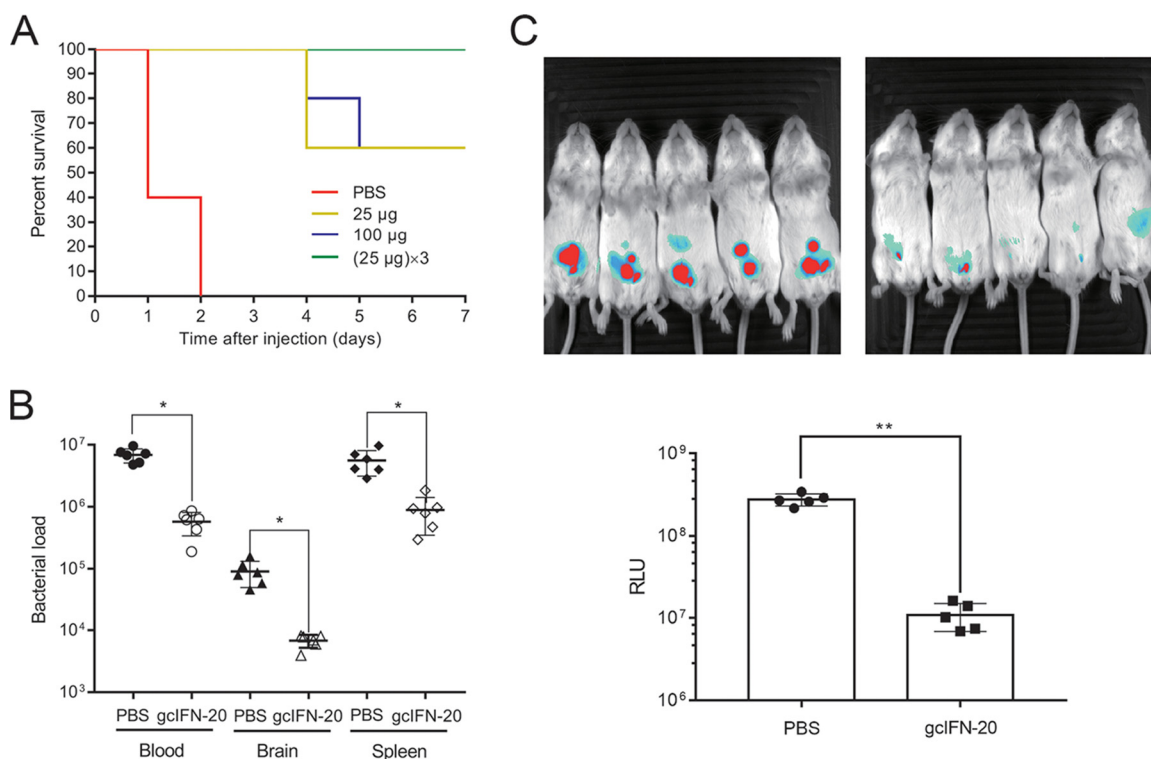 A
Percent survival
100
90
80
70
60
50
40
30
20
10
0
PBS
25 µg
100 µg
(25 µg)×3
0 1 2 3 4 5 6 7
Time after injection (days)
C
B
Bacterial load
10⁷
10⁶
10⁵
10⁴
10³
*
*
*
PBS gcIFN-20 PBS gcIFN-20 PBS gcIFN-20
Blood Brain Spleen
RLU
10⁹
10⁸
10⁷
10⁶
**
PBS gcIFN-20